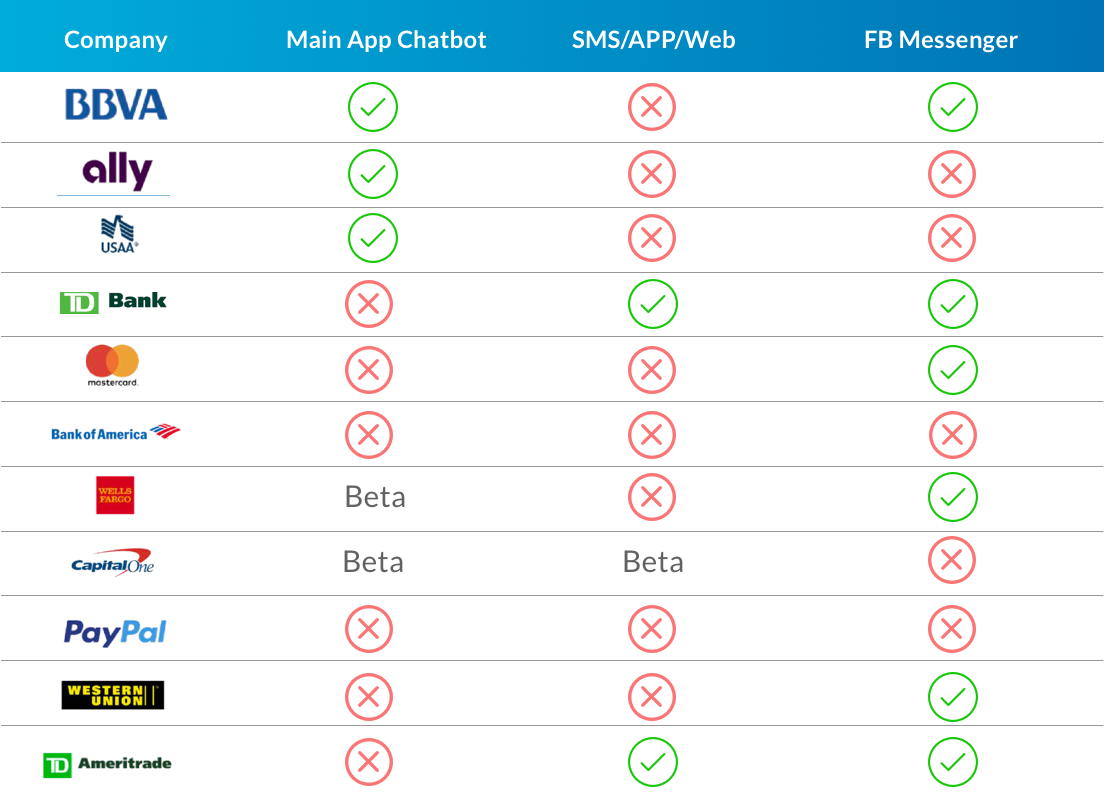 Company Main App Chatbot SMS/APP/Web FB Messenger
BBVA
ally
USAA®
TD Bank
mastercard.
Bank of America
WELLS
FARGO
Beta
Capital One Beta Beta
PayPal
WESTERN
UNION
TD Ameritrade